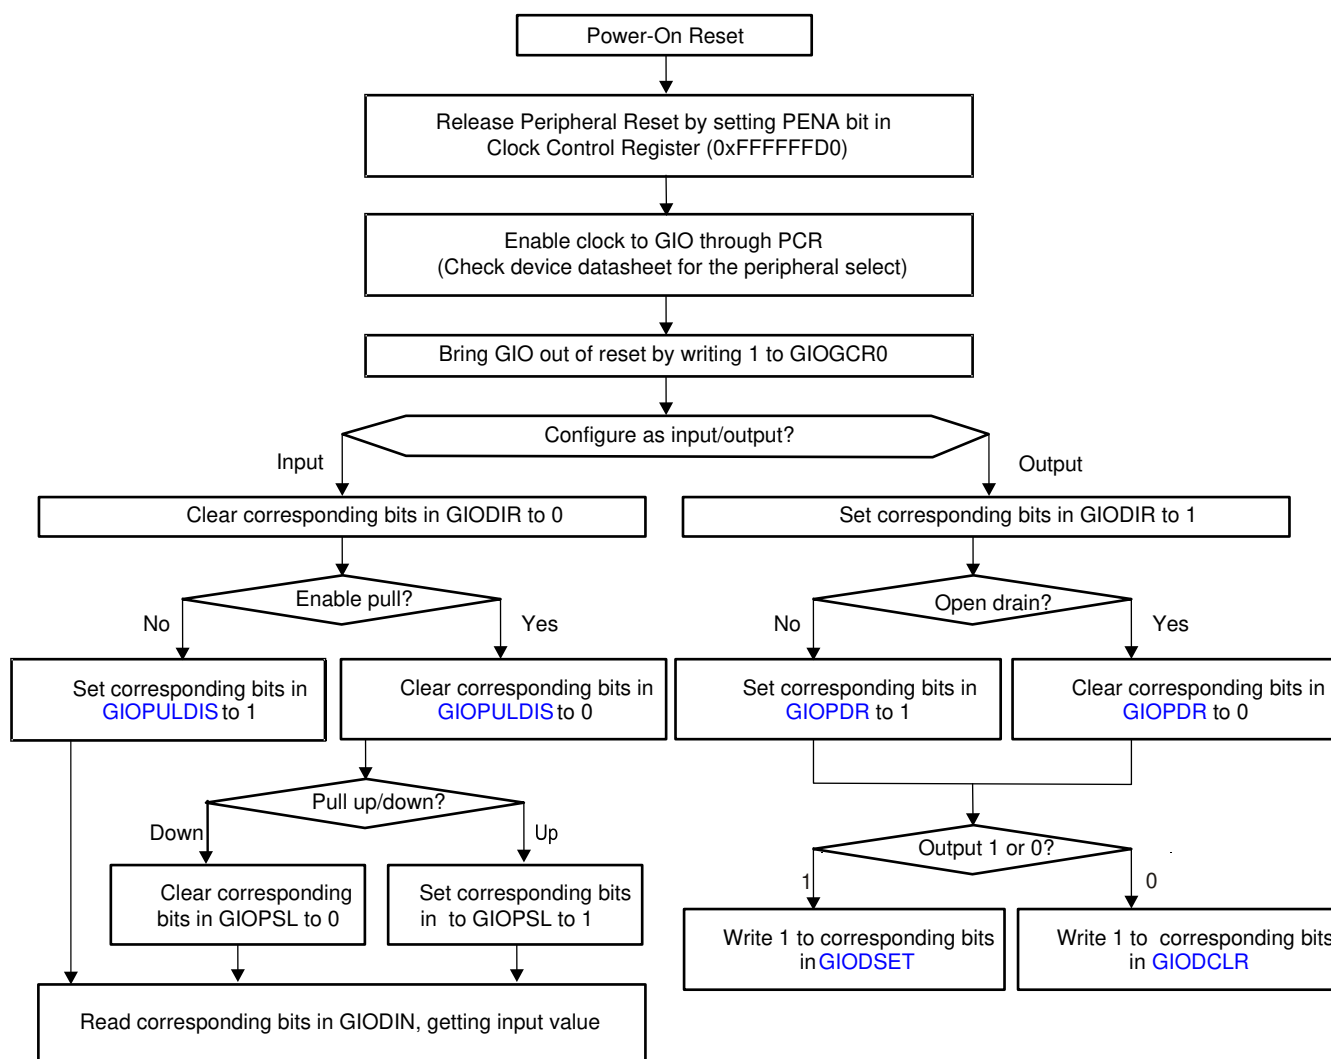 Power-On Reset
Release Peripheral Reset by setting PENA bit in
Clock Control Register (0xFFFFFFD0)
Enable clock to GIO through PCR
(Check device datasheet for the peripheral select)
Bring GIO out of reset by writing 1 to GIOGCR0
Configure as input/output?
Input
Output
Clear corresponding bits in GIODIR to 0
Set corresponding bits in GIODIR to 1
Enable pull?
Open drain?
No
Yes
No
Yes
Set corresponding bits in
GIOPULDIS to 1
Clear corresponding bits in
GIOPULDIS to 0
Set corresponding bits in
GIOPDR to 1
Clear corresponding bits in
GIOPDR to 0
Pull up/down?
Down
Up
Output 1 or 0?
1
0
Clear corresponding
bits in GIOPSL to 0
Set corresponding bits
in to GIOPSL to 1
Write 1 to corresponding bits
in GIODSET
Write 1 to corresponding bits
in GIODCLR
Read corresponding bits in GIODIN, getting input value